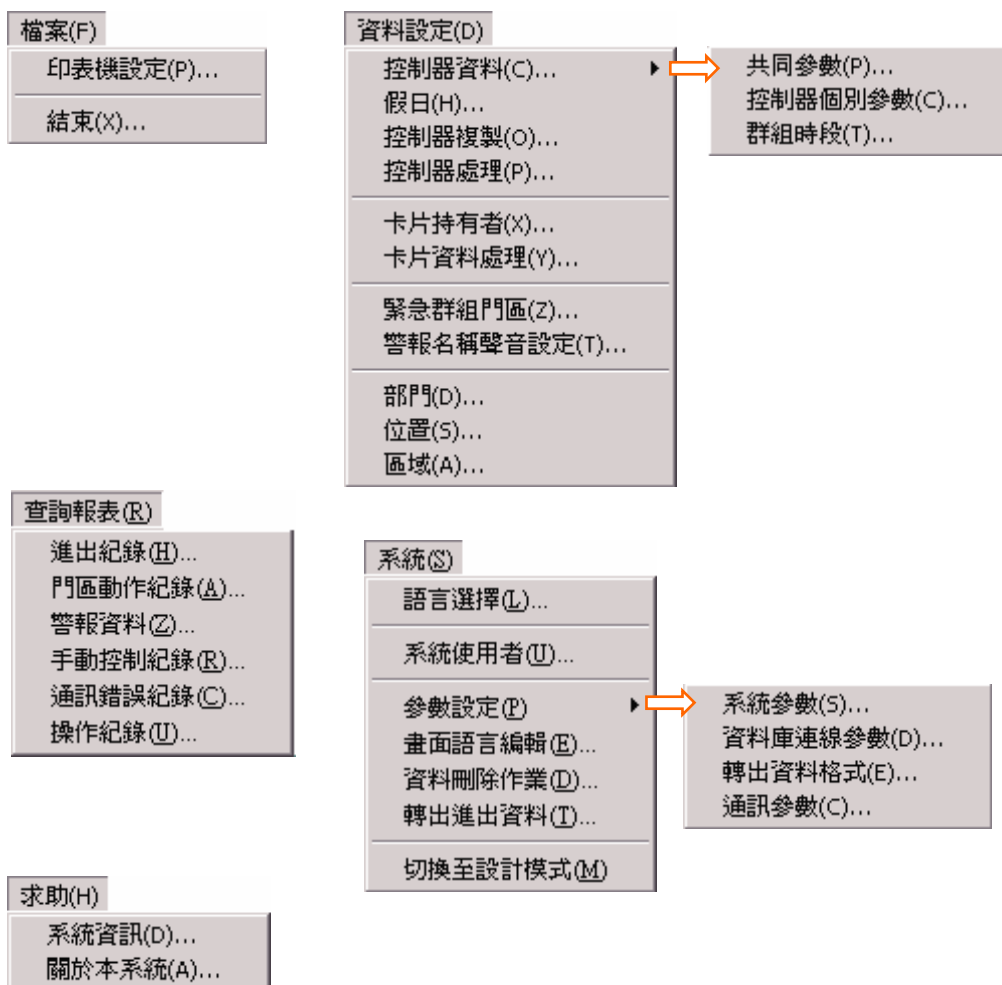 檔案(F)
印表機設定(P)...
結束(X)...
資料設定(D)
控制器資料(C)...
假日(H)...
控制器複製(O)...
控制器處理(P)...
卡片持有者(X)...
卡片資料處理(Y)...
緊急群組門區(Z)...
警報名稱聲音設定(T)...
部門(D)...
位置(S)...
區域(A)...
共同參數(P)...
控制器個別參數(C)...
群組時段(T)...
查詢報表(R)
進出紀錄(H)...
門區動作紀錄(A)...
警報資料(Z)...
手動控制紀錄(R)...
通訊錯誤紀錄(C)...
操作紀錄(U)...
系統(S)
語言選擇(L)...
系統使用者(U)...
參數設定(P)
畫面語言編輯(E)...
資料刪除作業(D)...
轉出進出資料(T)...
切換至設計模式(M)
系統參數(S)...
資料庫連線參數(D)...
轉出資料格式(E)...
通訊參數(C)...
求助(H)
系統資訊(D)...
關於本系統(A)...